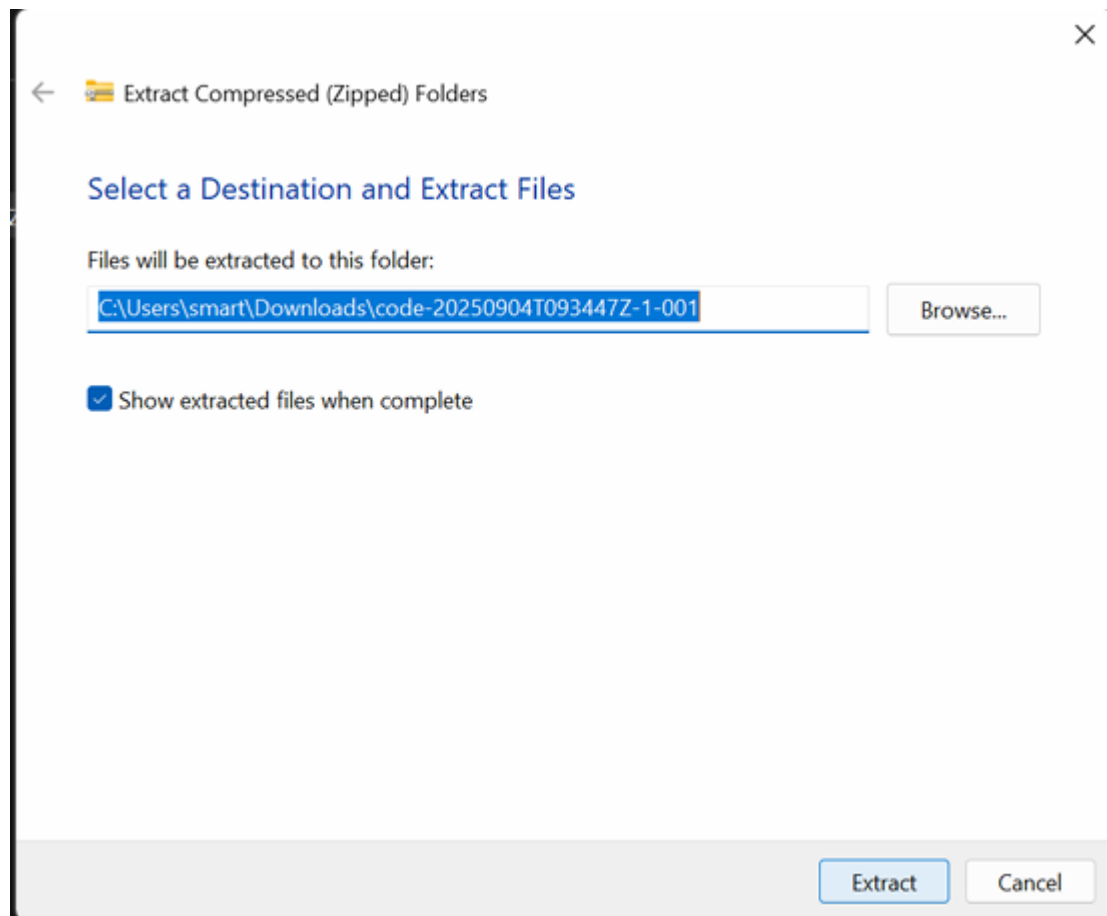 Extract Compressed (Zipped) Folders
Select a Destination and Extract Files
Files will be extracted to this folder:
C:\Users\smart\Downloads\code-20250904T093447Z-1-001
Browse...
Show extracted files when complete
Extract Cancel